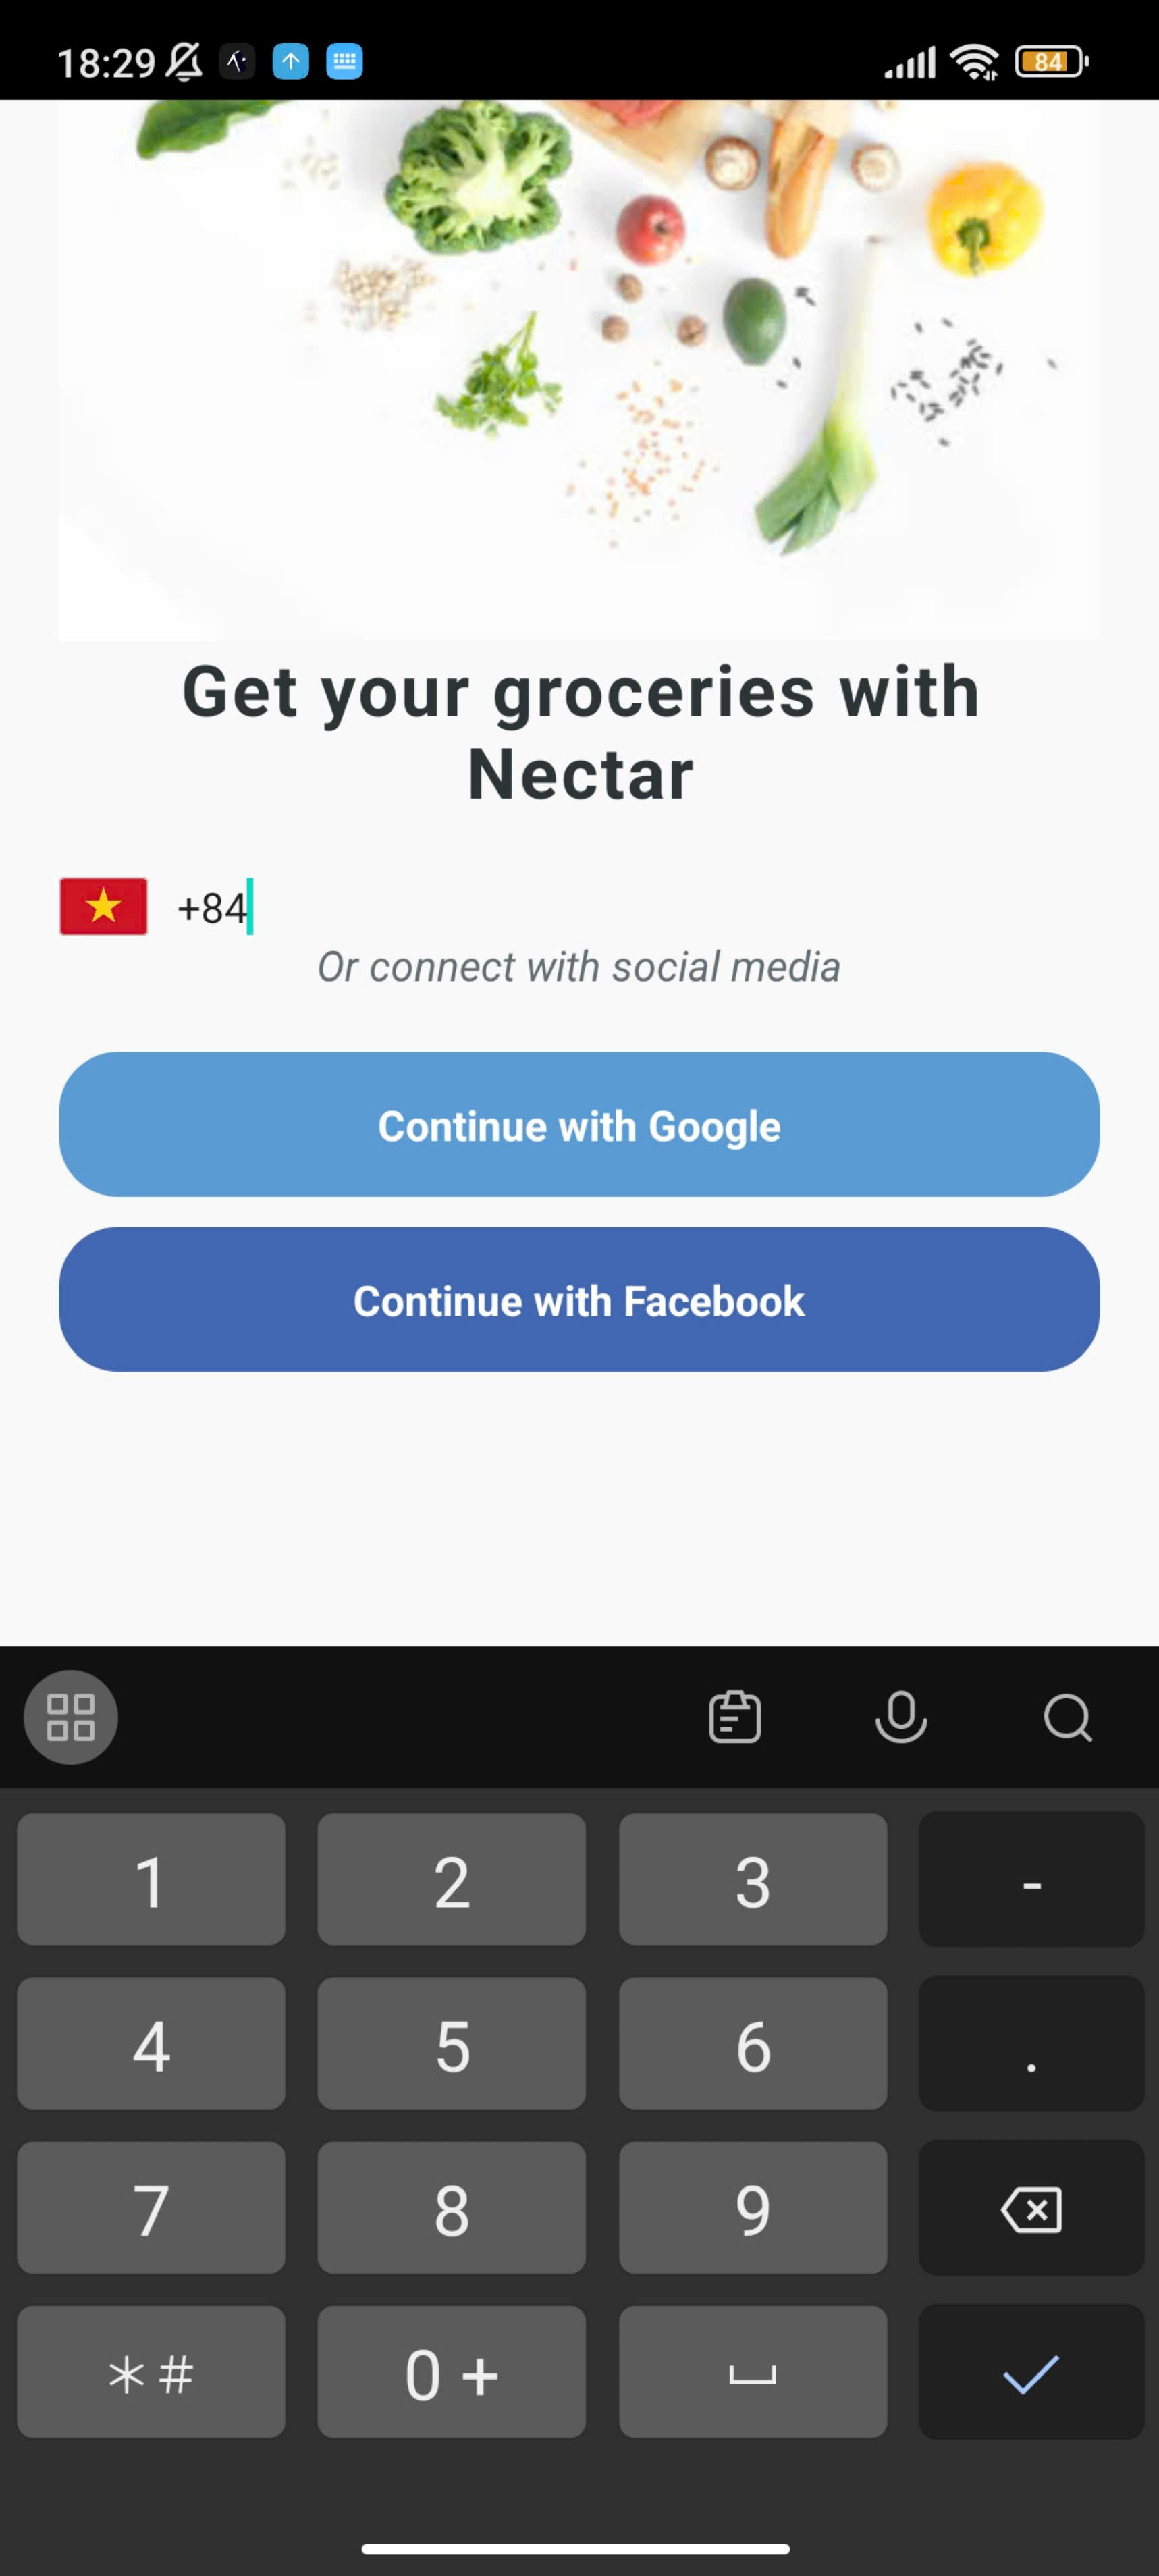 18:29
84
Get your groceries with
Nectar
+84
Or connect with social media
Continue with Google
Continue with Facebook
1 2 3 -
4 5 6 .
7 8 9
*# 0 +